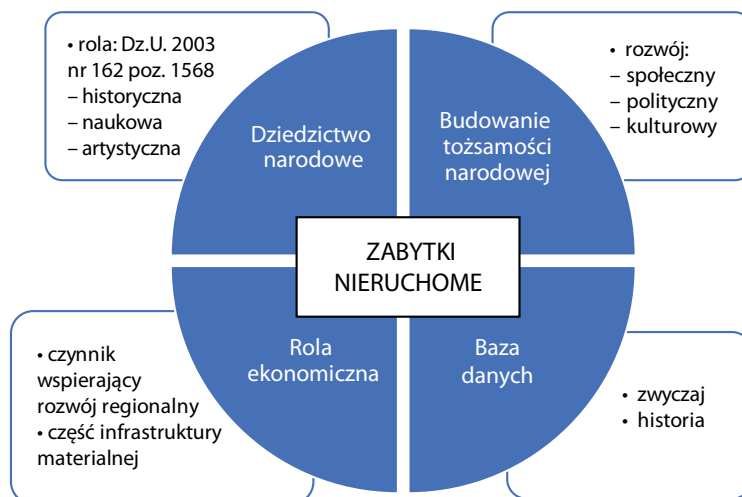 • rola: Dz.U. 2003
nr 162 poz. 1568
– historyczna
– naukowa
– artystyczna
Dziedzictwo
narodowe
Budowanie
tożsamości
narodowej
• rozwój:
– społeczny
– polityczny
– kulturowy
ZABYTKI
NIERUCHOME
• czynnik
wspierający
rozwój regionalny
• część infrastruktury
materialnej
Rola
ekonomiczna
Baza
danych
• zwyczaj
• historia